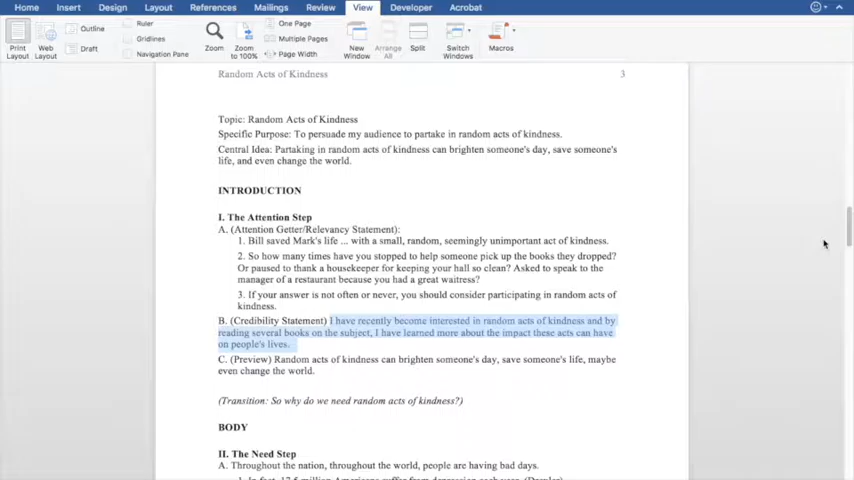 Home Insert Design Layout References Mailings Review View Developer Acrobat
Print Layout
Web Layout
Outline
Draft
Ruler
Gridlines
Navigation Pane
Zoom
Zoom to 100%
One Page
Multiple Pages
Page Width
New Window
Arrange All
Split
Switch Windows
Macros
Random Acts of Kindness 3
Topic: Random Acts of Kindness
Specific Purpose: To persuade my audience to partake in random acts of kindness.
Central Idea: Partaking in random acts of kindness can brighten someone's day, save someone's
life, and even change the world.
INTRODUCTION
I. The Attention Step
A. (Attention Getter/Relevancy Statement):
1. Bill saved Mark's life ... with a small, random, seemingly unimportant act of kindness.
2. So how many times have you stopped to help someone pick up the books they dropped?
Or paused to thank a housekeeper for keeping your hall so clean? Asked to speak to the
manager of a restaurant because you had a great waitress?
3. If your answer is not often or never, you should consider participating in random acts of
kindness.
B. (Credibility Statement) I have recently become interested in random acts of kindness and by
reading several books on the subject, I have learned more about the impact these acts can have
on people's lives.
C. (Preview) Random acts of kindness can brighten someone's day, save someone's life, maybe
even change the world.
(Transition: So why do we need random acts of kindness?)
BODY
II. The Need Step
A. Throughout the nation, throughout the world, people are having bad days.